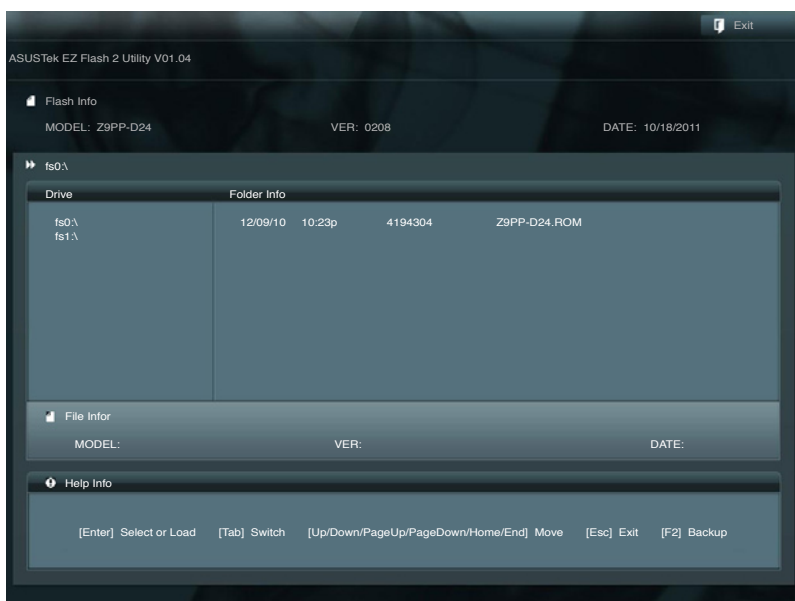 Exit
ASUSTek EZ Flash 2 Utility V01.04
Flash Info
MODEL: Z9PP-D24 VER: 0208 DATE: 10/18/2011
fs0:\
Drive Folder Info
fs0:\ 12/09/10 10:23p 4194304 Z9PP-D24.ROM
fs1:\
File Infor
MODEL: VER: DATE:
Help Info
[Enter] Select or Load [Tab] Switch [Up/Down/PageUp/PageDown/Home/End] Move [Esc] Exit [F2] Backup